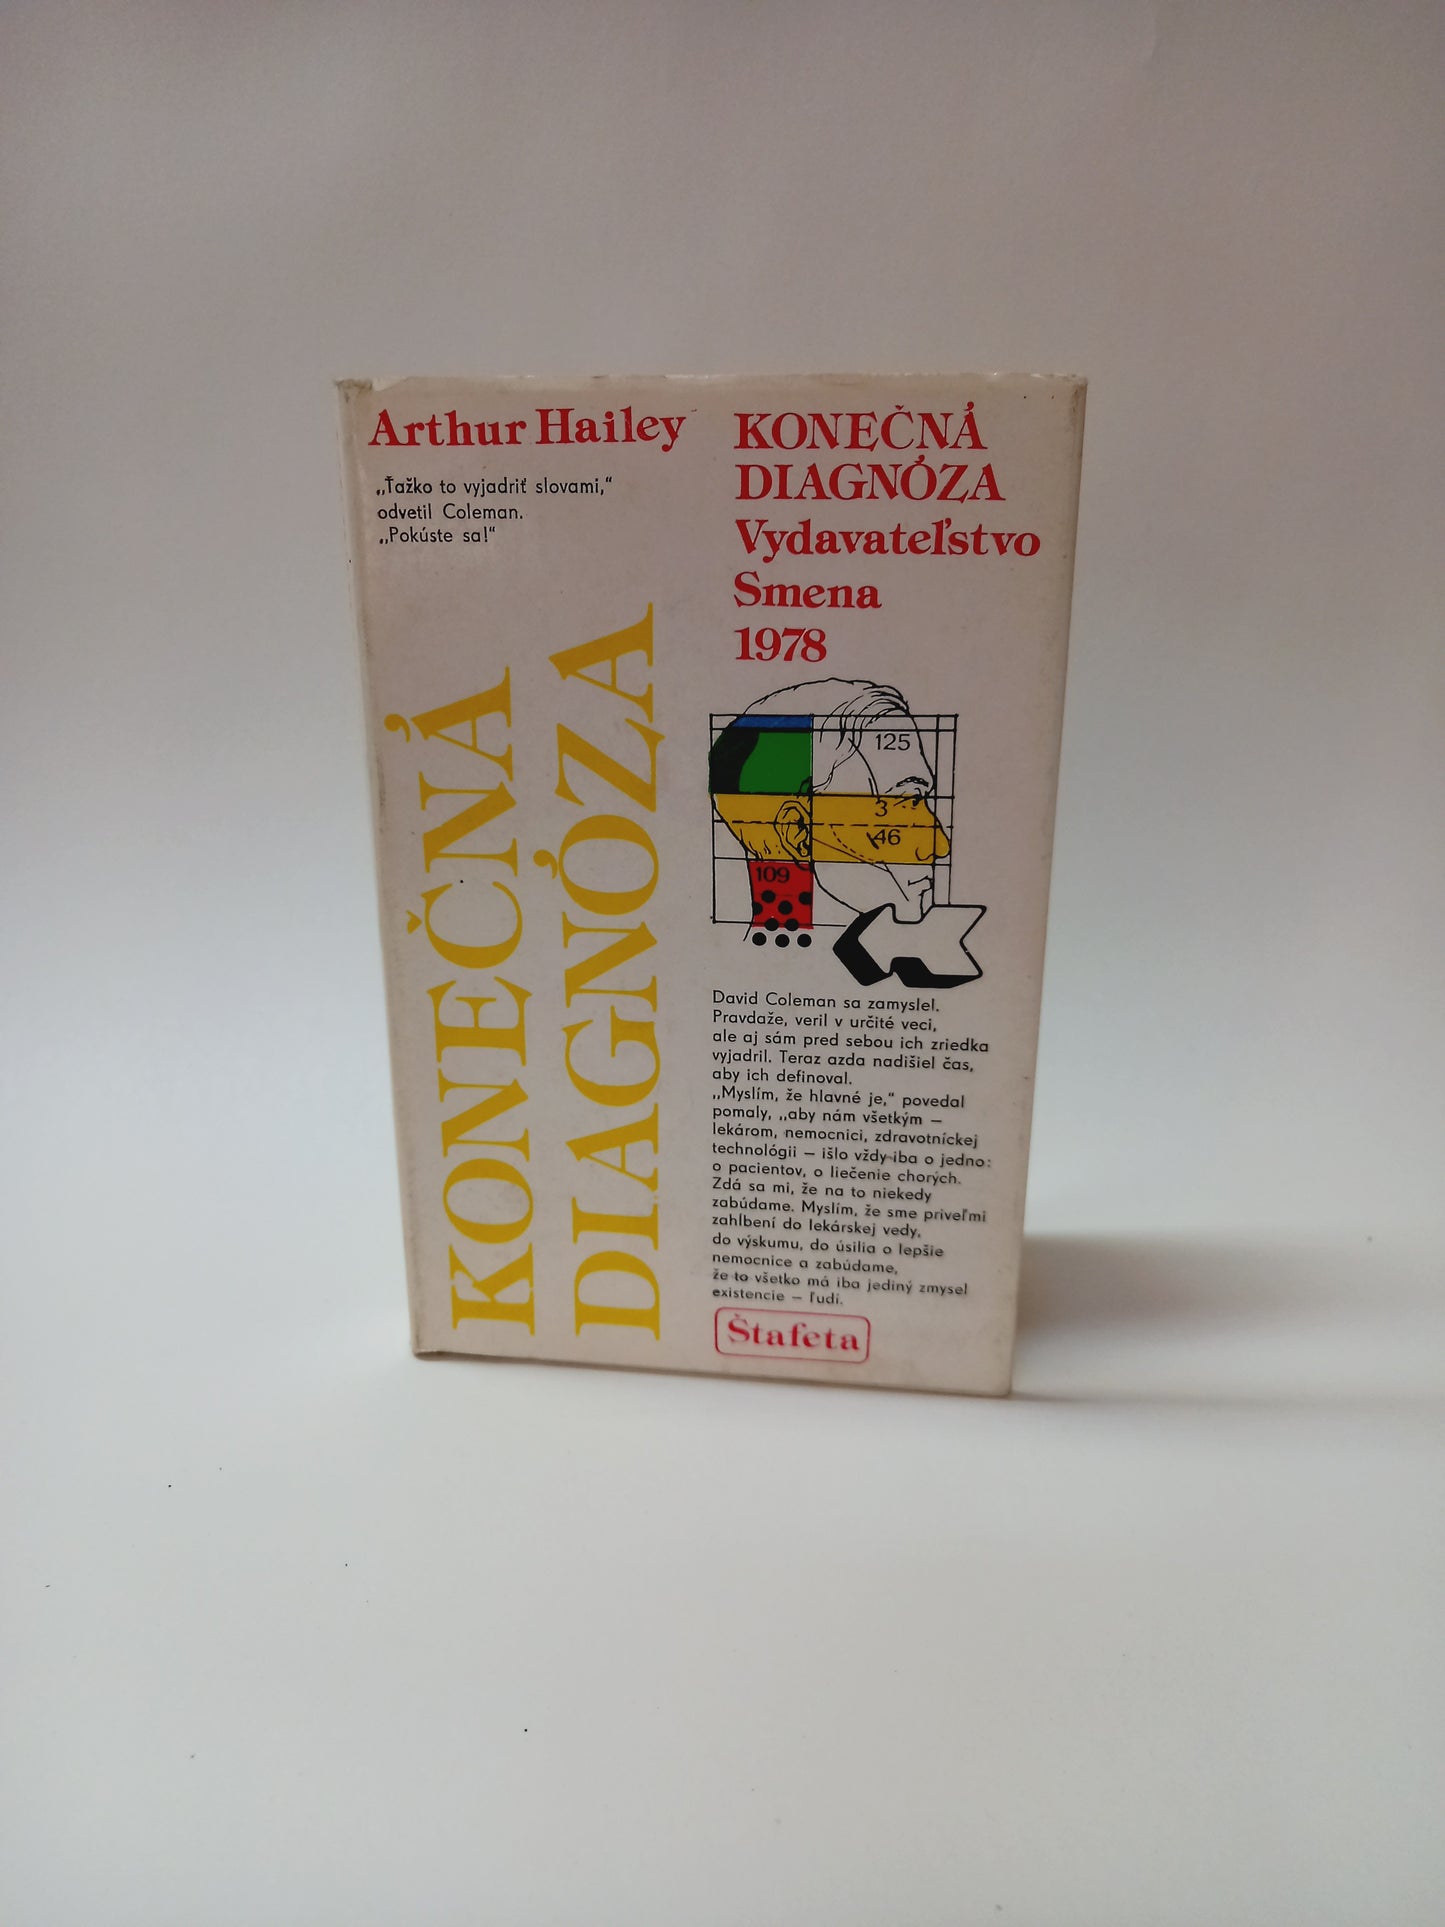 Arthur Hailey
„Ťažko to vyjadriť slovami,“
odvetil Coleman.
„Pokúste sa!“
KONEČNÁ
DIAGNÓZA
KONEČNÁ
DIAGNÓZA
Vydavateľstvo
Smena
1978
125
3
46
109
David Coleman sa zamyslel.
Pravdaže, veril v určité veci,
ale aj sám pred sebou ich zriedka
vyjadril. Teraz azda nadišiel čas,
aby ich definoval.
„Myslím, že hlavné je,“ povedal
pomaly, „aby nám všetkým —
lekárom, nemocnici, zdravotníckej
technológii — išlo vždy iba o jedno:
o pacientov, o liečenie chorých.
Zdá sa mi, že na to niekedy
zabúdame. Myslím, že sme priveľmi
zahĺbení do lekárskej vedy,
do výskumu, do úsilia o lepšie
nemocnice a zabúdame,
že to všetko má iba jediný zmysel
existencie — ľudí.
Štafeta